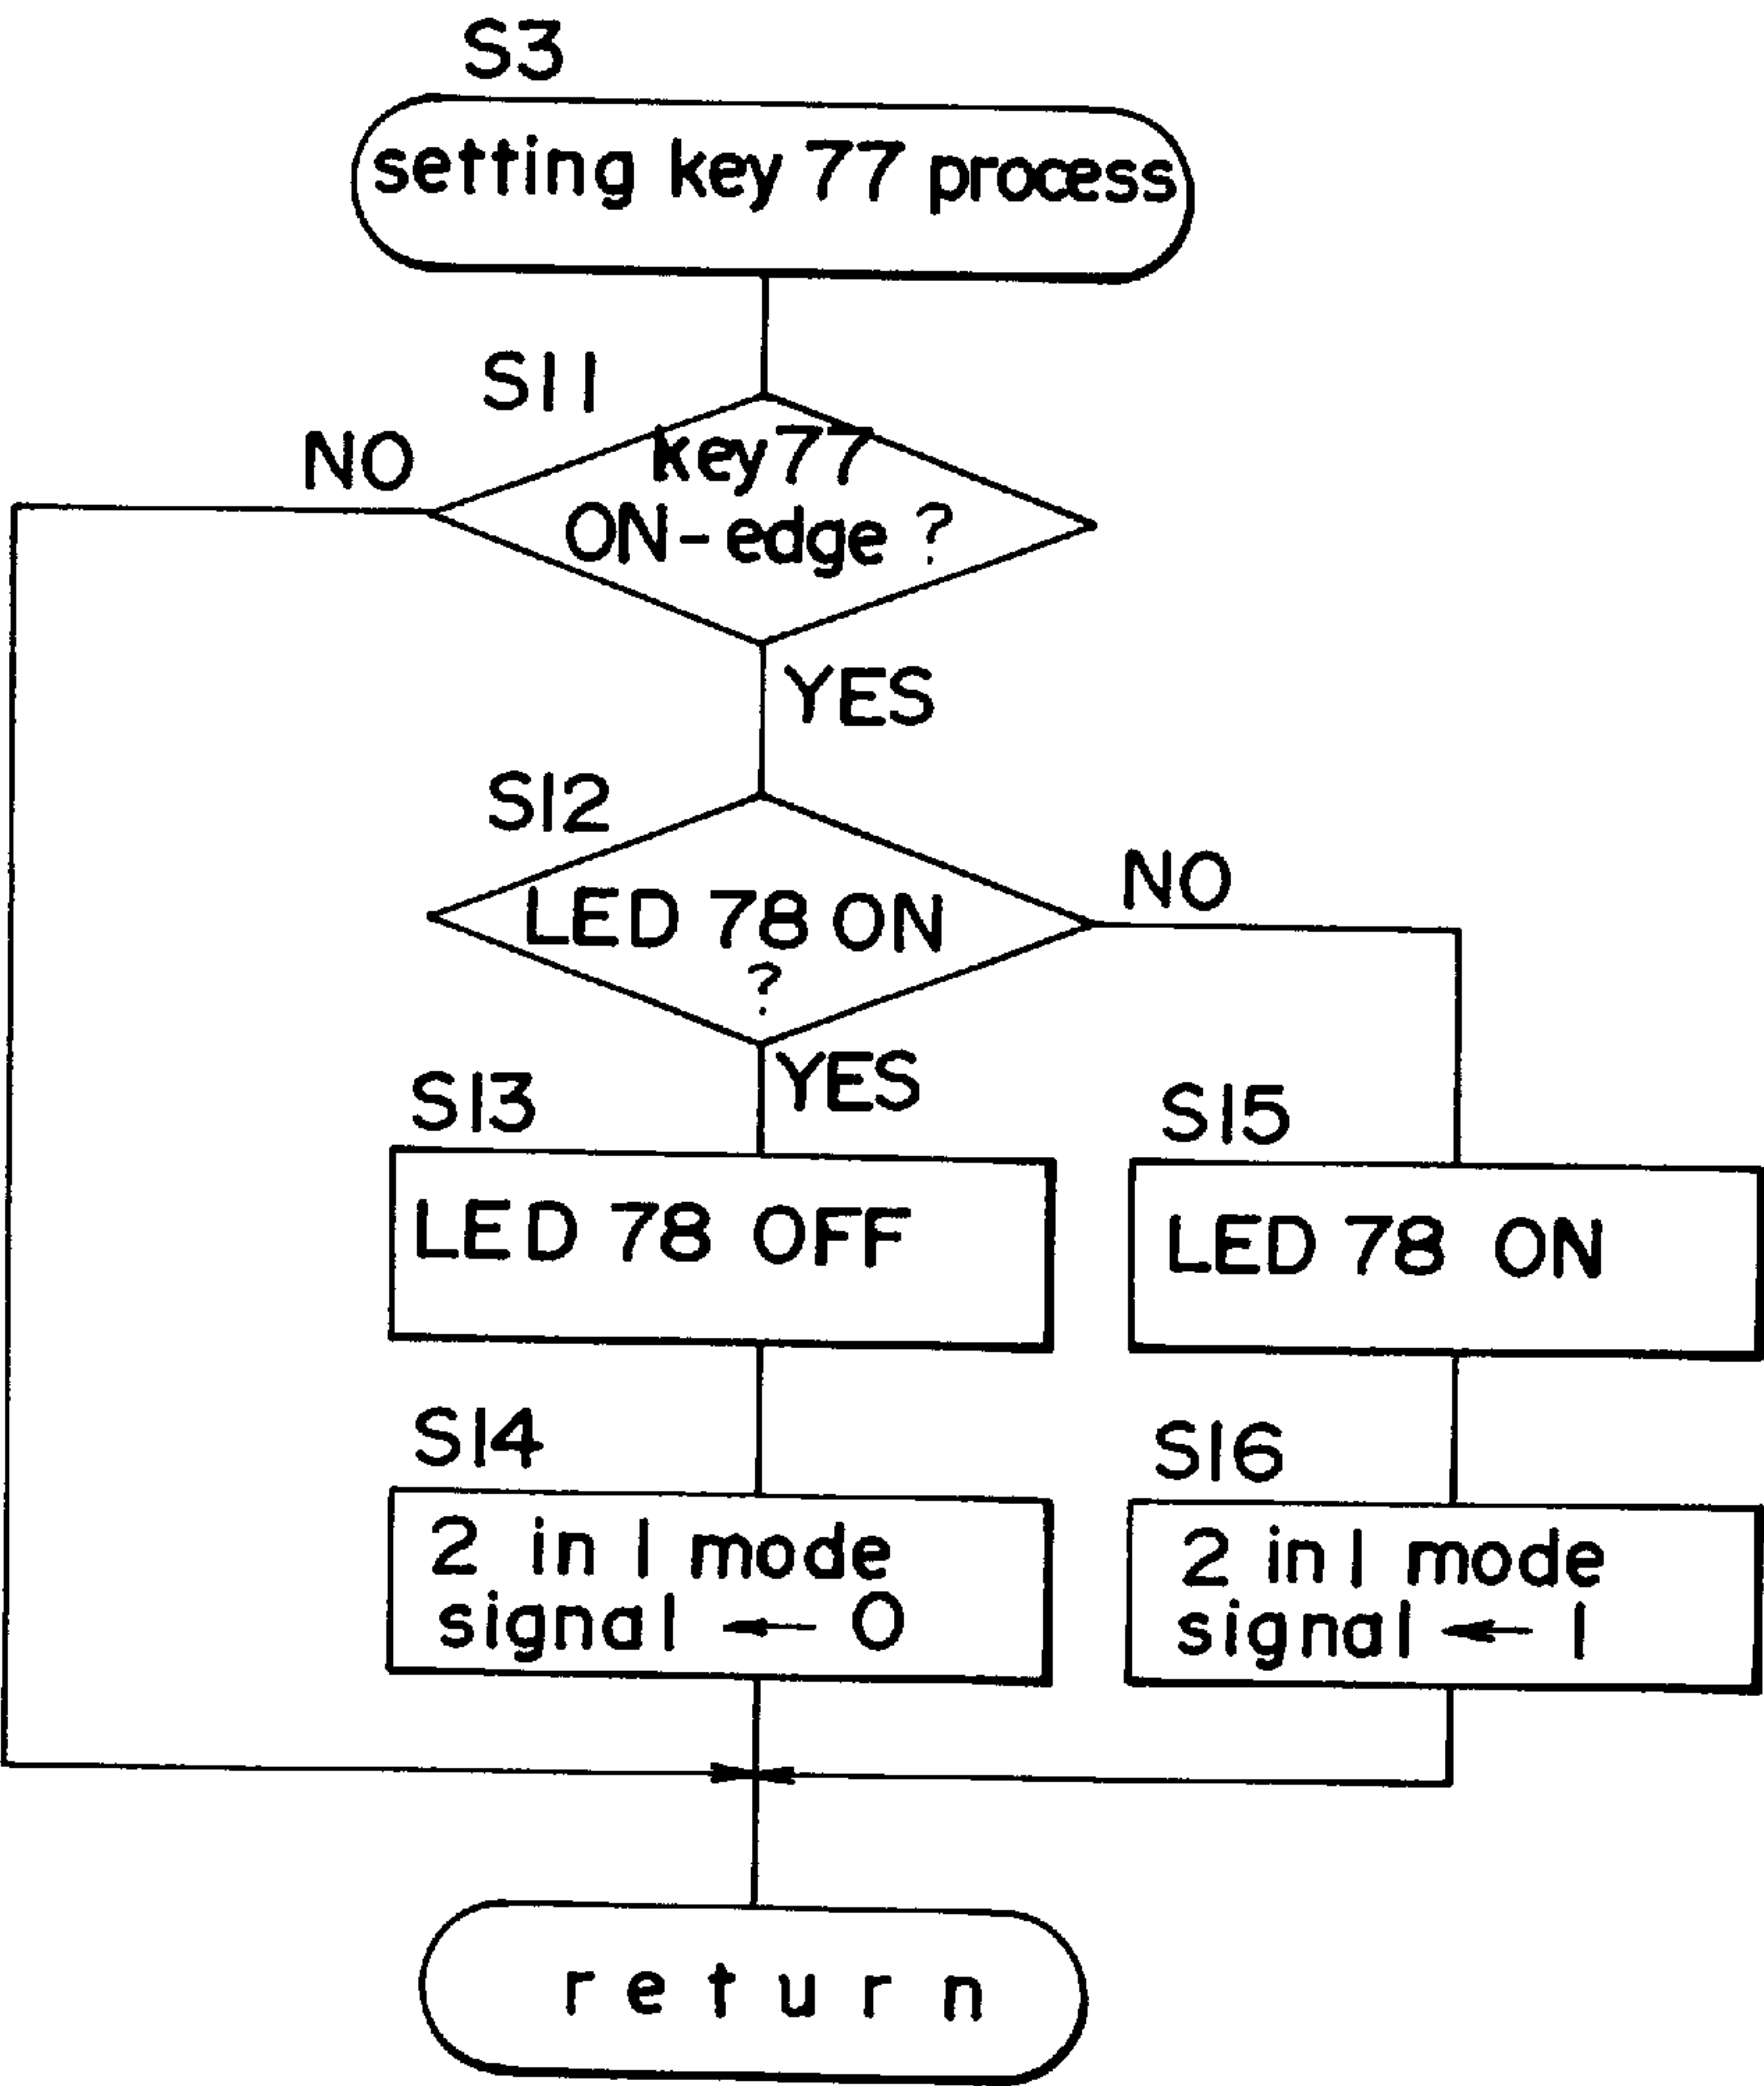 S3
setting key 77 process
S11
NO
key 77
ON-edge ?
YES
S12
NO
LED 78 ON
?
YES
S13
S15
LED 78 OFF
LED 78 ON
S14
S16
2 in 1 mode
signal ← 0
2 in 1 mode
signal ← 1
return